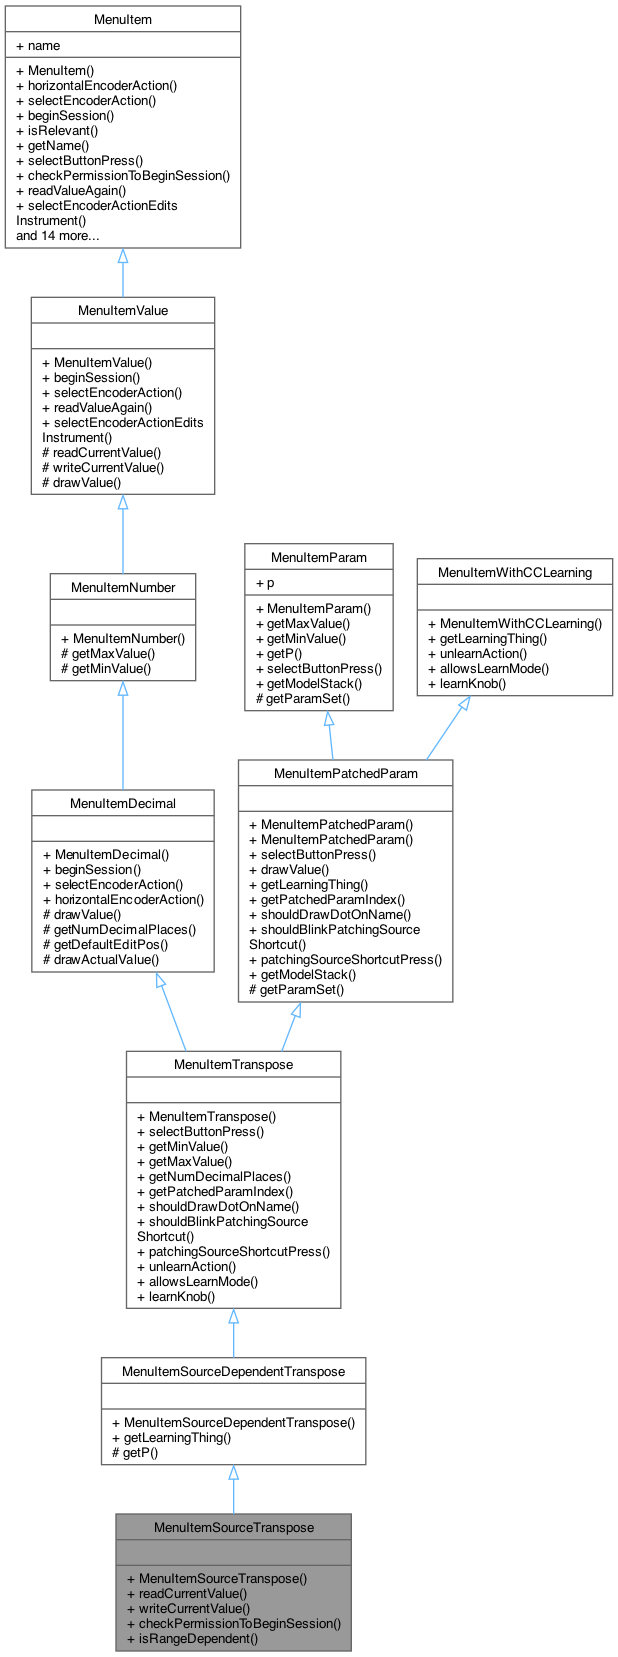 MenuItem
+ name
+ MenuItem()
+ horizontalEncoderAction()
+ selectEncoderAction()
+ beginSession()
+ isRelevant()
+ getName()
+ selectButtonPress()
+ checkPermissionToBeginSession()
+ readValueAgain()
+ selectEncoderActionEdits
Instrument()
and 14 more...
MenuItemValue
+ MenuItemValue()
+ beginSession()
+ selectEncoderAction()
+ readValueAgain()
+ selectEncoderActionEdits
Instrument()
# readCurrentValue()
# writeCurrentValue()
# drawValue()
MenuItemNumber
+ MenuItemNumber()
# getMaxValue()
# getMinValue()
MenuItemParam
+ p
+ MenuItemParam()
+ getMaxValue()
+ getMinValue()
+ getP()
+ selectButtonPress()
+ getModelStack()
# getParamSet()
MenuItemWithCCLearning
+ MenuItemWithCCLearning()
+ getLearningThing()
+ unlearnAction()
+ allowsLearnMode()
+ learnKnob()
MenuItemDecimal
+ MenuItemDecimal()
+ beginSession()
+ selectEncoderAction()
+ horizontalEncoderAction()
# drawValue()
# getNumDecimalPlaces()
# getDefaultEditPos()
# drawActualValue()
MenuItemPatchedParam
+ MenuItemPatchedParam()
+ MenuItemPatchedParam()
+ selectButtonPress()
+ drawValue()
+ getLearningThing()
+ getPatchedParamIndex()
+ shouldDrawDotOnName()
+ shouldBlinkPatchingSource
Shortcut()
+ patchingSourceShortcutPress()
+ getModelStack()
# getParamSet()
MenuItemTranspose
+ MenuItemTranspose()
+ selectButtonPress()
+ getMinValue()
+ getMaxValue()
+ getNumDecimalPlaces()
+ getPatchedParamIndex()
+ shouldDrawDotOnName()
+ shouldBlinkPatchingSource
Shortcut()
+ patchingSourceShortcutPress()
+ unlearnAction()
+ allowsLearnMode()
+ learnKnob()
MenuItemSourceDependentTranspose
+ MenuItemSourceDependentTranspose()
+ getLearningThing()
# getP()
MenuItemSourceTranspose
+ MenuItemSourceTranspose()
+ readCurrentValue()
+ writeCurrentValue()
+ checkPermissionToBeginSession()
+ isRangeDependent()